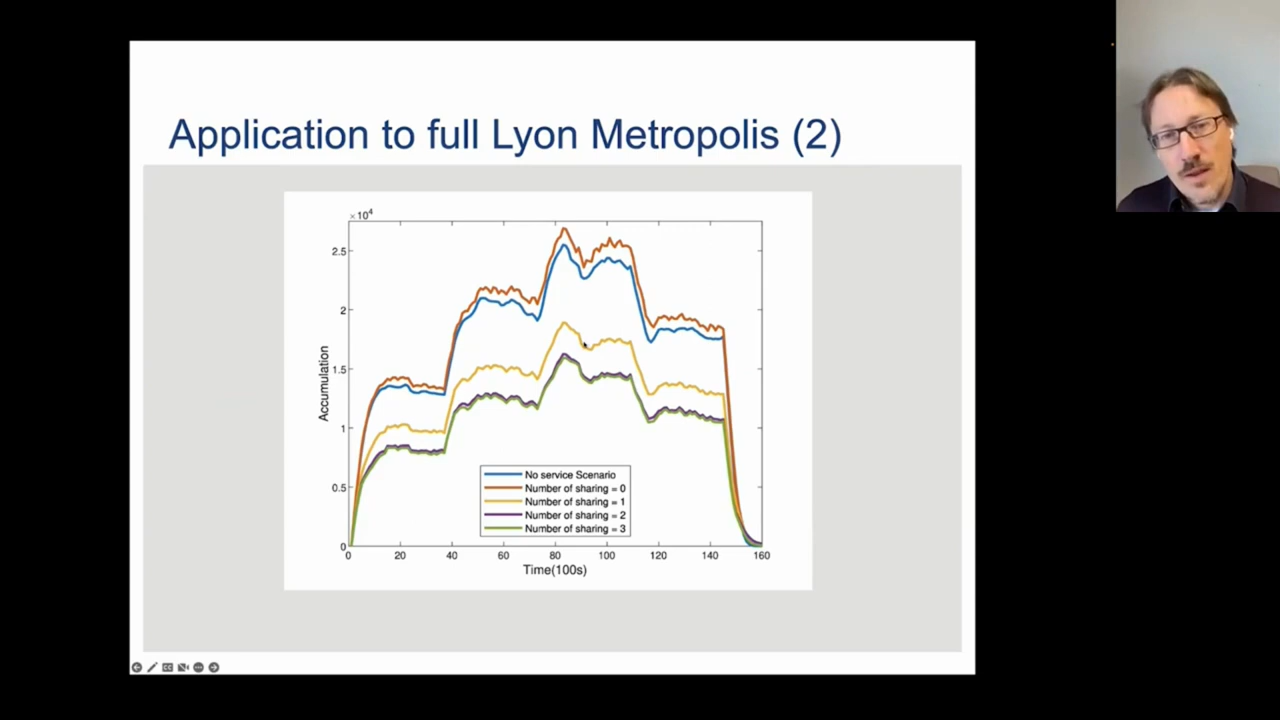 Application to full Lyon Metropolis (2)
×10⁴
2.5
2
1.5
1
0.5
0
Accumulation
No service Scenario
Number of sharing = 0
Number of sharing = 1
Number of sharing = 2
Number of sharing = 3
0 20 40 60 80 100 120 140 160
Time(100s)